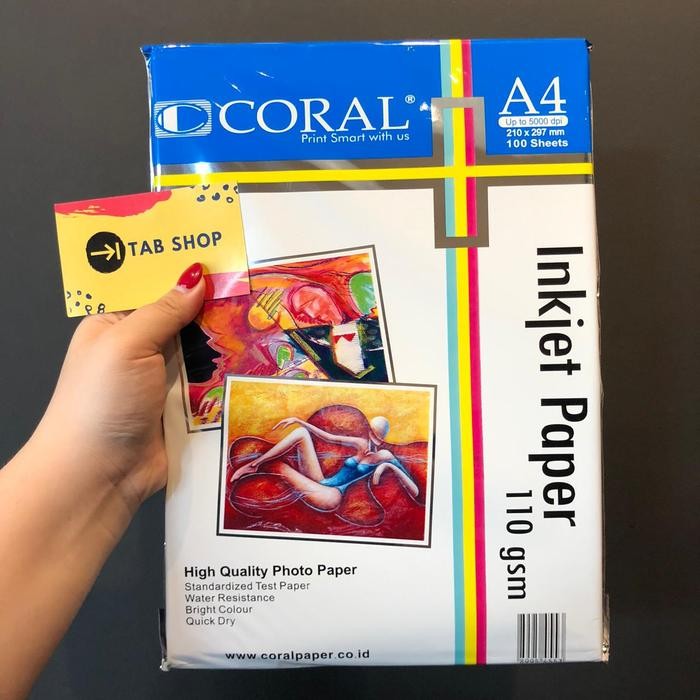 CORAL®
Print Smart with us
A4
Up to 5000 dpi
210 x 297 mm
100 Sheets
TAB SHOP
Inkjet Paper
110 gsm
High Quality Photo Paper
Standardized Test Paper
Water Resistance
Bright Colour
Quick Dry
www.coralpaper.co.id